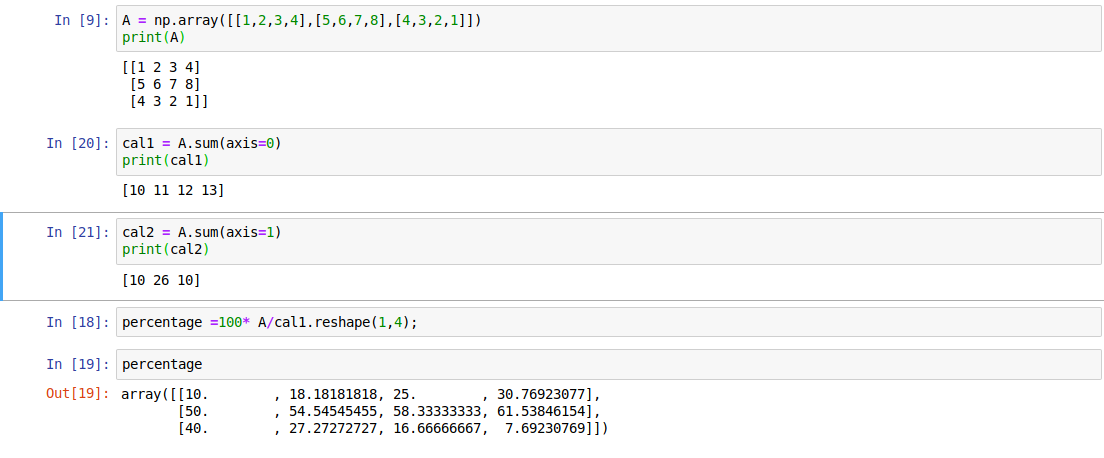 In [9]: A = np.array([[1,2,3,4],[5,6,7,8],[4,3,2,1]])
print(A)
[[1 2 3 4]
 [5 6 7 8]
 [4 3 2 1]]
In [20]: cal1 = A.sum(axis=0)
print(cal1)
[10 11 12 13]
In [21]: cal2 = A.sum(axis=1)
print(cal2)
[10 26 10]
In [18]: percentage =100* A/cal1.reshape(1,4);
In [19]: percentage
Out[19]: array([[10.        , 18.18181818, 25.        , 30.76923077],
       [50.        , 54.54545455, 58.33333333, 61.53846154],
       [40.        , 27.27272727, 16.66666667,  7.69230769]])